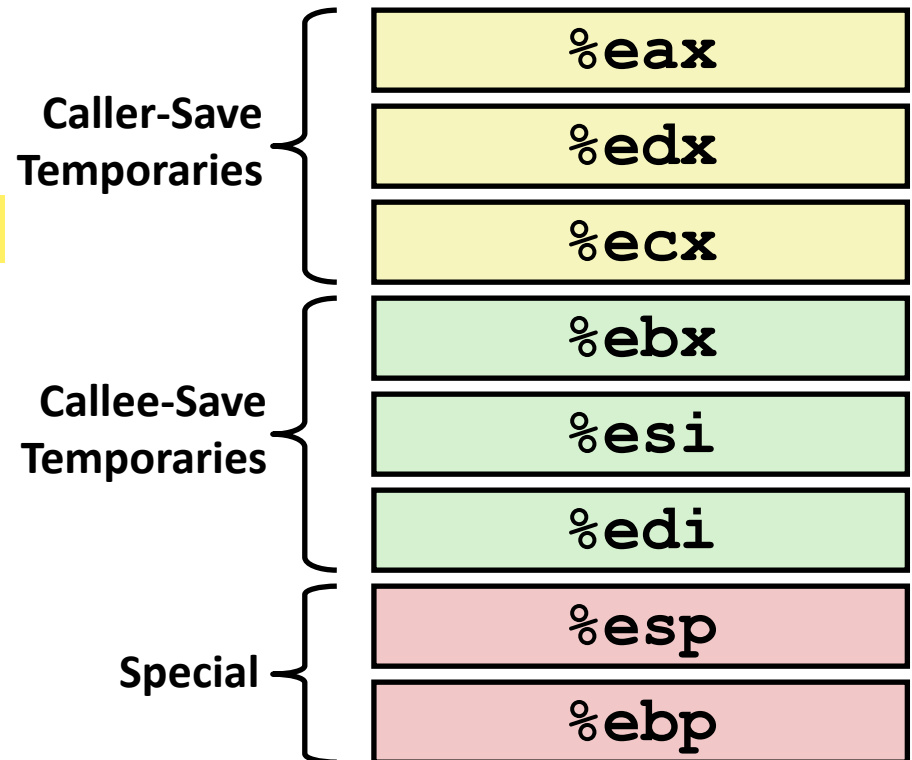 Caller-Save
Temporaries
%eax
%edx
%ecx
Callee-Save
Temporaries
%ebx
%esi
%edi
Special
%esp
%ebp